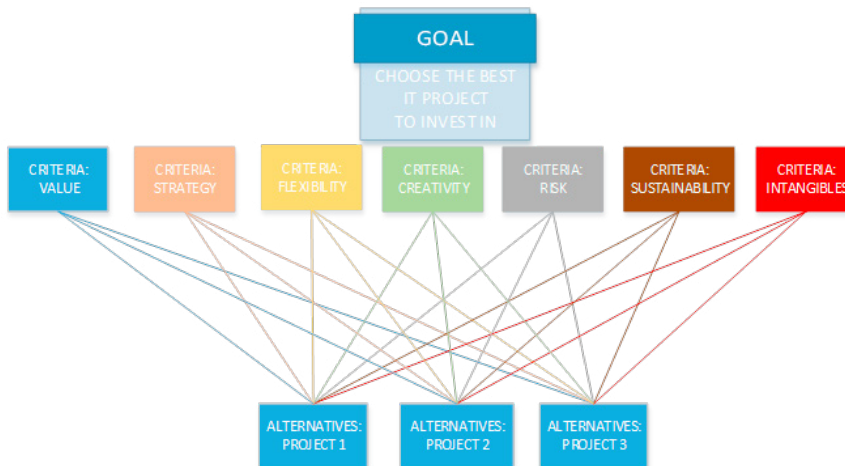 GOAL
CHOOSE THE BEST
IT PROJECT
TO INVEST IN
CRITERIA:
VALUE
CRITERIA:
STRATEGY
CRITERIA:
FLEXIBILITY
CRITERIA:
CREATIVITY
CRITERIA:
RISK
CRITERIA:
SUSTAINABILITY
CRITERIA:
INTANGIBLES
ALTERNATIVES:
PROJECT 1
ALTERNATIVES:
PROJECT 2
ALTERNATIVES:
PROJECT 3